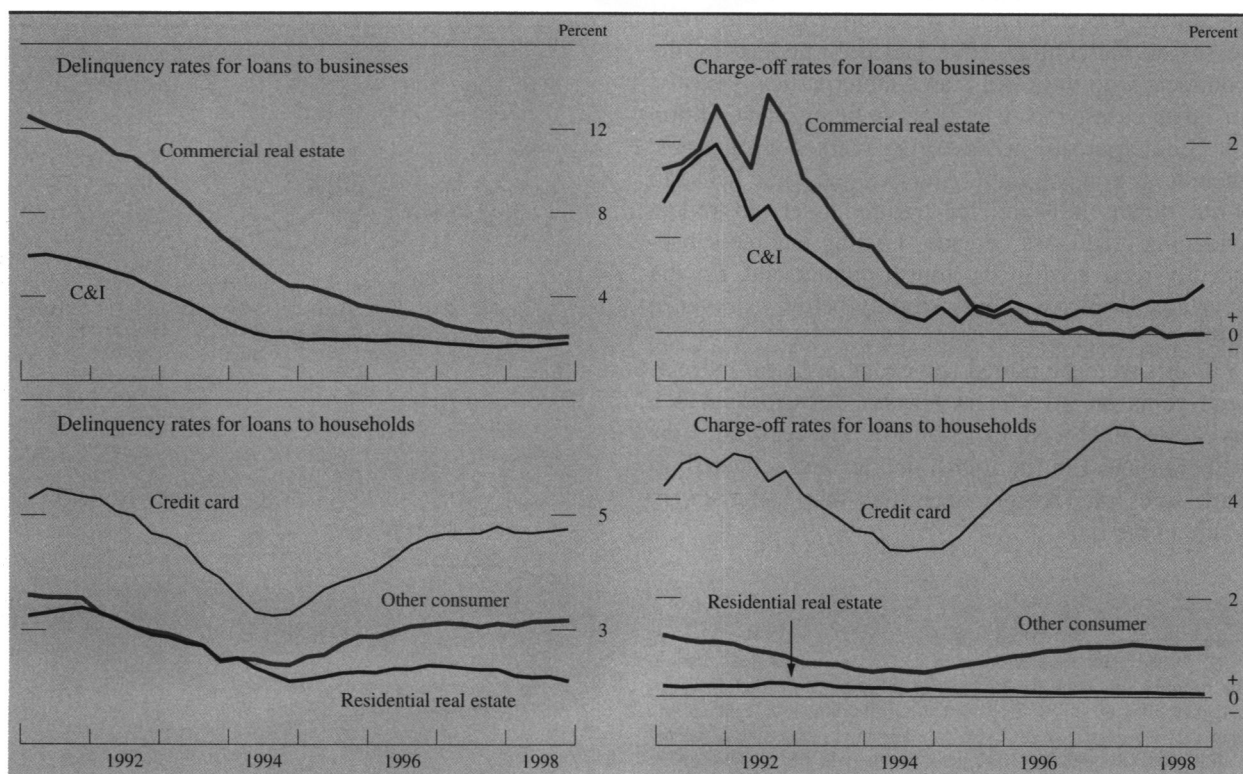 Percent
Delinquency rates for loans to businesses
12
Commercial real estate
8
C&I
4
Percent
Charge-off rates for loans to businesses
Commercial real estate
2
1
C&I
+
0
−
Delinquency rates for loans to households
Credit card
5
Other consumer
3
Residential real estate
1992 1994 1996 1998
Charge-off rates for loans to households
4
Credit card
Residential real estate
2
Other consumer
+
0
−
1992 1994 1996 1998